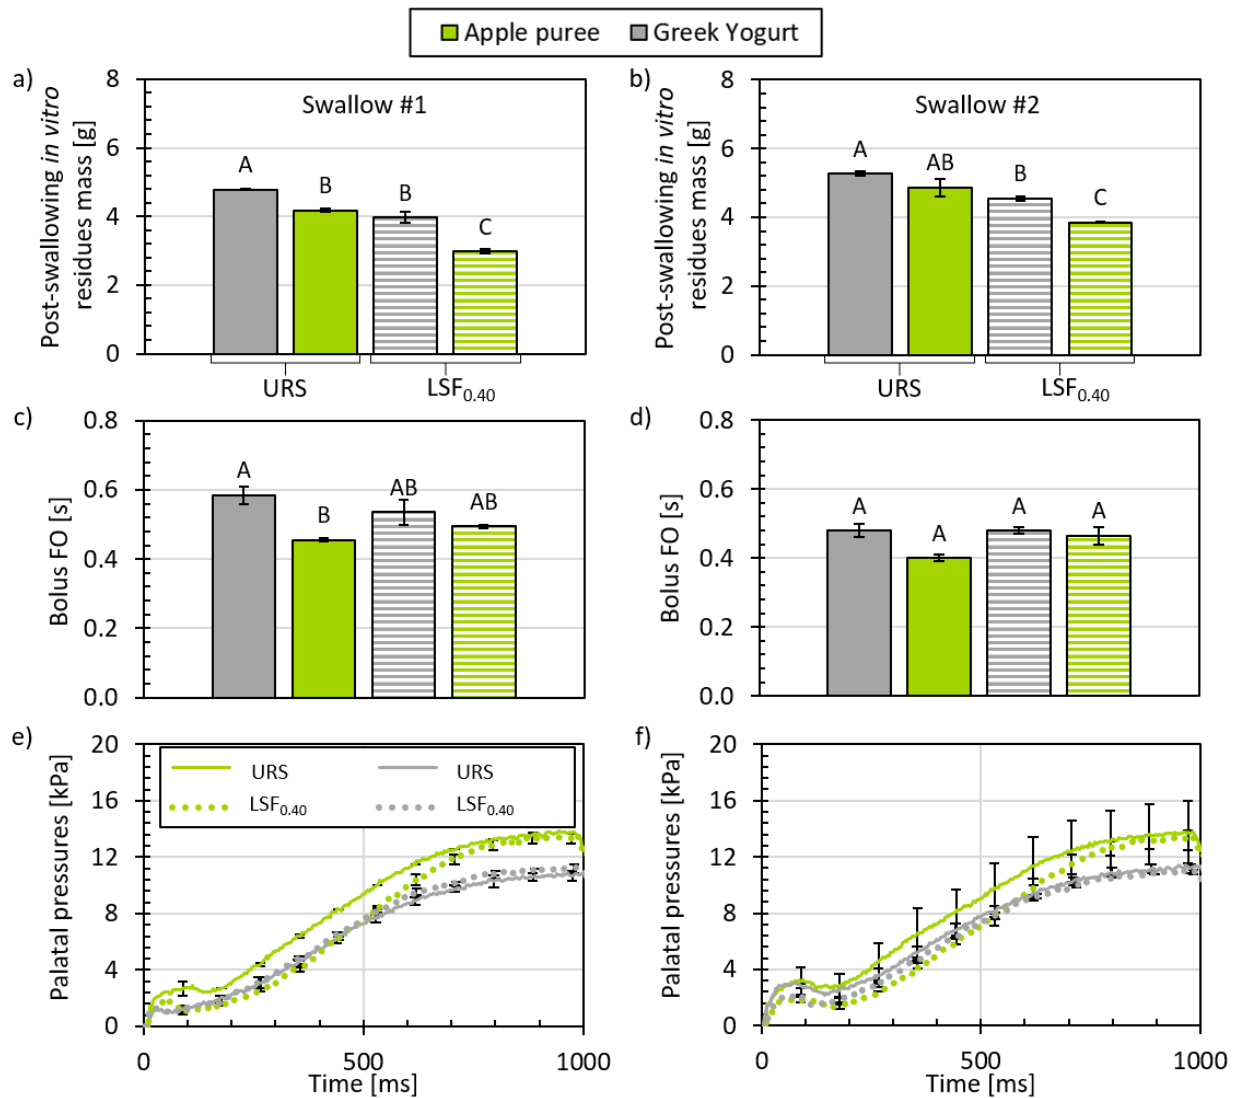 Apple puree Greek Yogurt
a)
Post-swallowing in vitro
residues mass [g]
8
6
4
2
0
Swallow #1
A
B
B
C
URS
LSF0.40
b)
Post-swallowing in vitro
residues mass [g]
8
6
4
2
0
Swallow #2
A
AB
B
C
URS
LSF0.40
c)
Bolus FO [s]
0.8
0.6
0.4
0.2
0.0
A
B
AB
AB
d)
Bolus FO [s]
0.8
0.6
0.4
0.2
0.0
A
A
A
A
e)
Palatal pressures [kPa]
20
16
12
8
4
0
URS URS
LSF0.40 LSF0.40
0 500 1000
Time [ms]
f)
Palatal pressures [kPa]
20
16
12
8
4
0
0 500 1000
Time [ms]